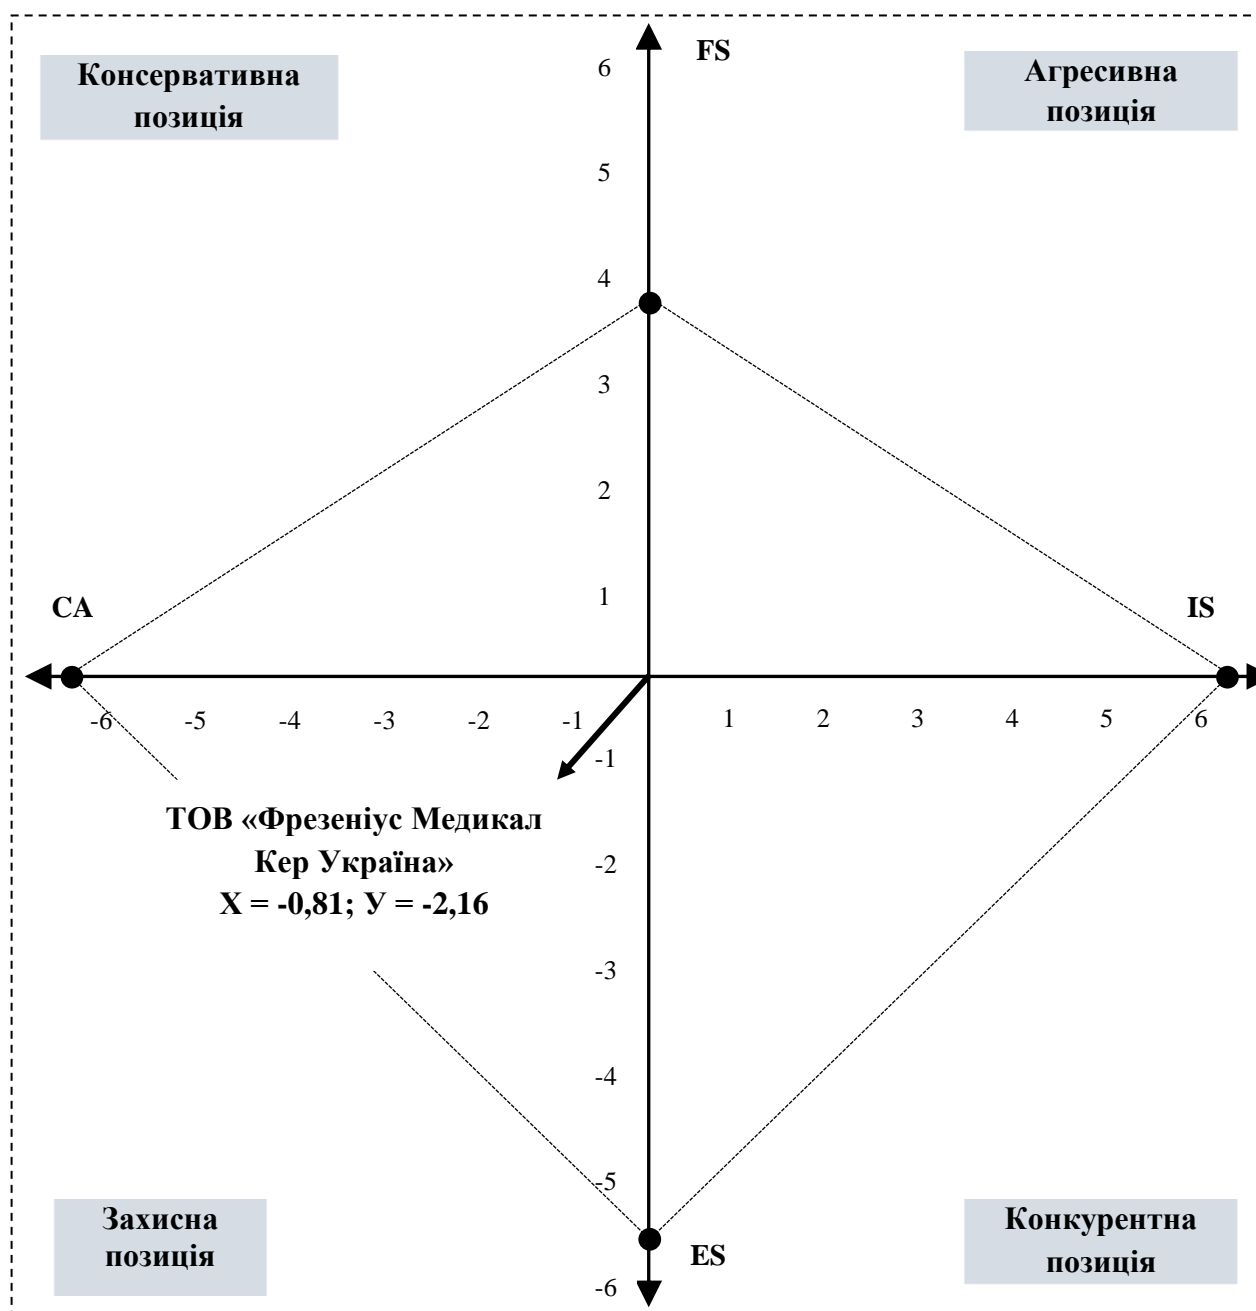 Консервативна
позиція
FS
Агресивна
позиція
6
5
4
3
2
1
CA
IS
-6 -5 -4 -3 -2 -1 1 2 3 4 5 6
-1
ТОВ «Фрезеніус Медикал
Кер Україна»
X = -0,81; У = -2,16
-2
-3
-4
-5
Захисна
позиція
ES
-6
Конкурентна
позиція